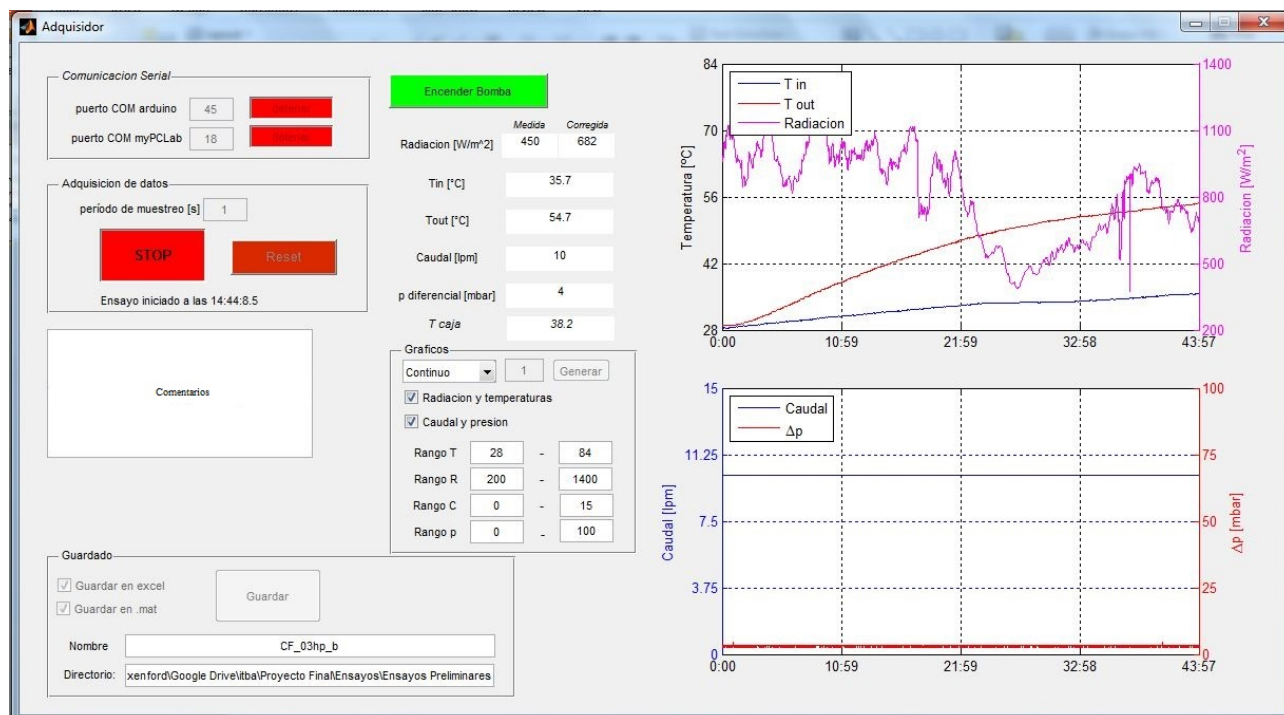 Adquisidor
Comunicacion Serial
puerto COM arduino 45
puerto COM myPCLab 18
Adquisicion de datos
período de muestreo [s] 1
STOP Reset
Ensayo iniciado a las 14:44:8.5
Comentarios
Encender Bomba
Medida Corregida
Radiacion [W/m^2] 450 682
Tin [°C] 35.7
Tout [°C] 54.7
Caudal [lpm] 10
p diferencial [mbar] 4
T caja 38.2
Graficos
Continuo 1 Generar
Radiacion y temperaturas
Caudal y presion
Rango T 28 - 84
Rango R 200 - 1400
Rango C 0 - 15
Rango p 0 - 100
Guardado
Guardar en excel
Guardar en .mat
Guardar
Nombre CF_03hp_b
Directorio: xenford\Google Drive\itba\Proyecto Final\Ensayos\Ensayos Preliminares
T in
T out
Radiacion
Temperatura [ºC]
84
70
56
42
28
Radiacion [W/m²]
1400
1100
800
500
200
0:00 10:59 21:59 32:58 43:57
Caudal
Δp
Caudal [lpm]
15
11.25
7.5
3.75
0
Δp [mbar]
100
75
50
25
0
0:00 10:59 21:59 32:58 43:57